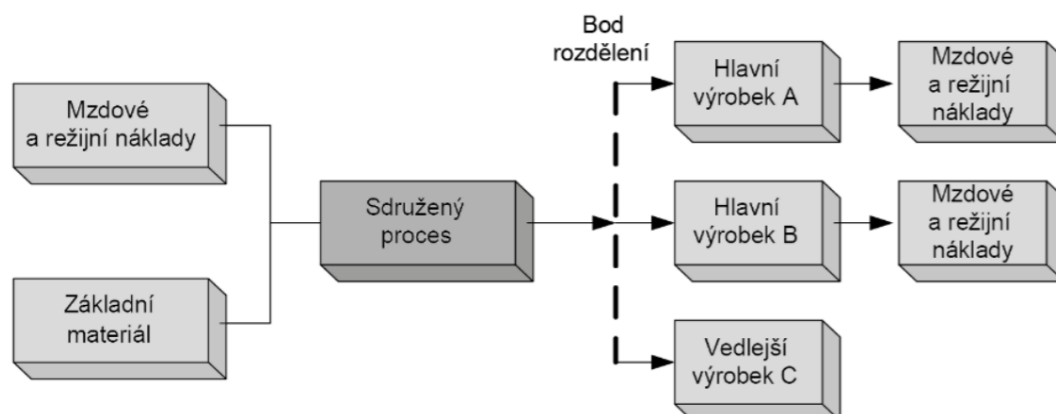 Bod
rozdělení
Mzdové
a režijní náklady
Základní
materiál
Sdružený
proces
Hlavní
výrobek A
Mzdové
a režijní
náklady
Hlavní
výrobek B
Mzdové
a režijní
náklady
Vedlejší
výrobek C